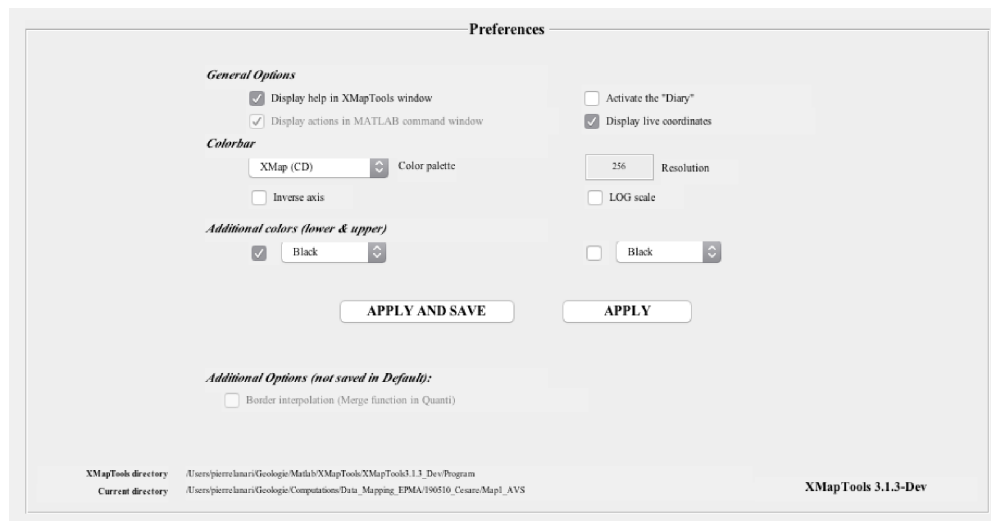 Preferences
General Options
Display help in XMapTools window
Activate the "Diary"
Display actions in MATLAB command window
Display live coordinates
Colorbar
XMap (CD)
Color palette
256
Resolution
Inverse axis
LOG scale
Additional colors (lower & upper)
Black
Black
APPLY AND SAVE
APPLY
Additional Options (not saved in Default):
Border interpolation (Merge function in Quanti)
XMapTools directory /Users/pierrelanari/Geologie/Matlab/XMapTools/XMapTools3.1.3_Dev/Program
Current directory /Users/pierrelanari/Geologie/Computations/Data_Mapping_EPMA/190510_Cesare/Map1_AVS
XMapTools 3.1.3-Dev